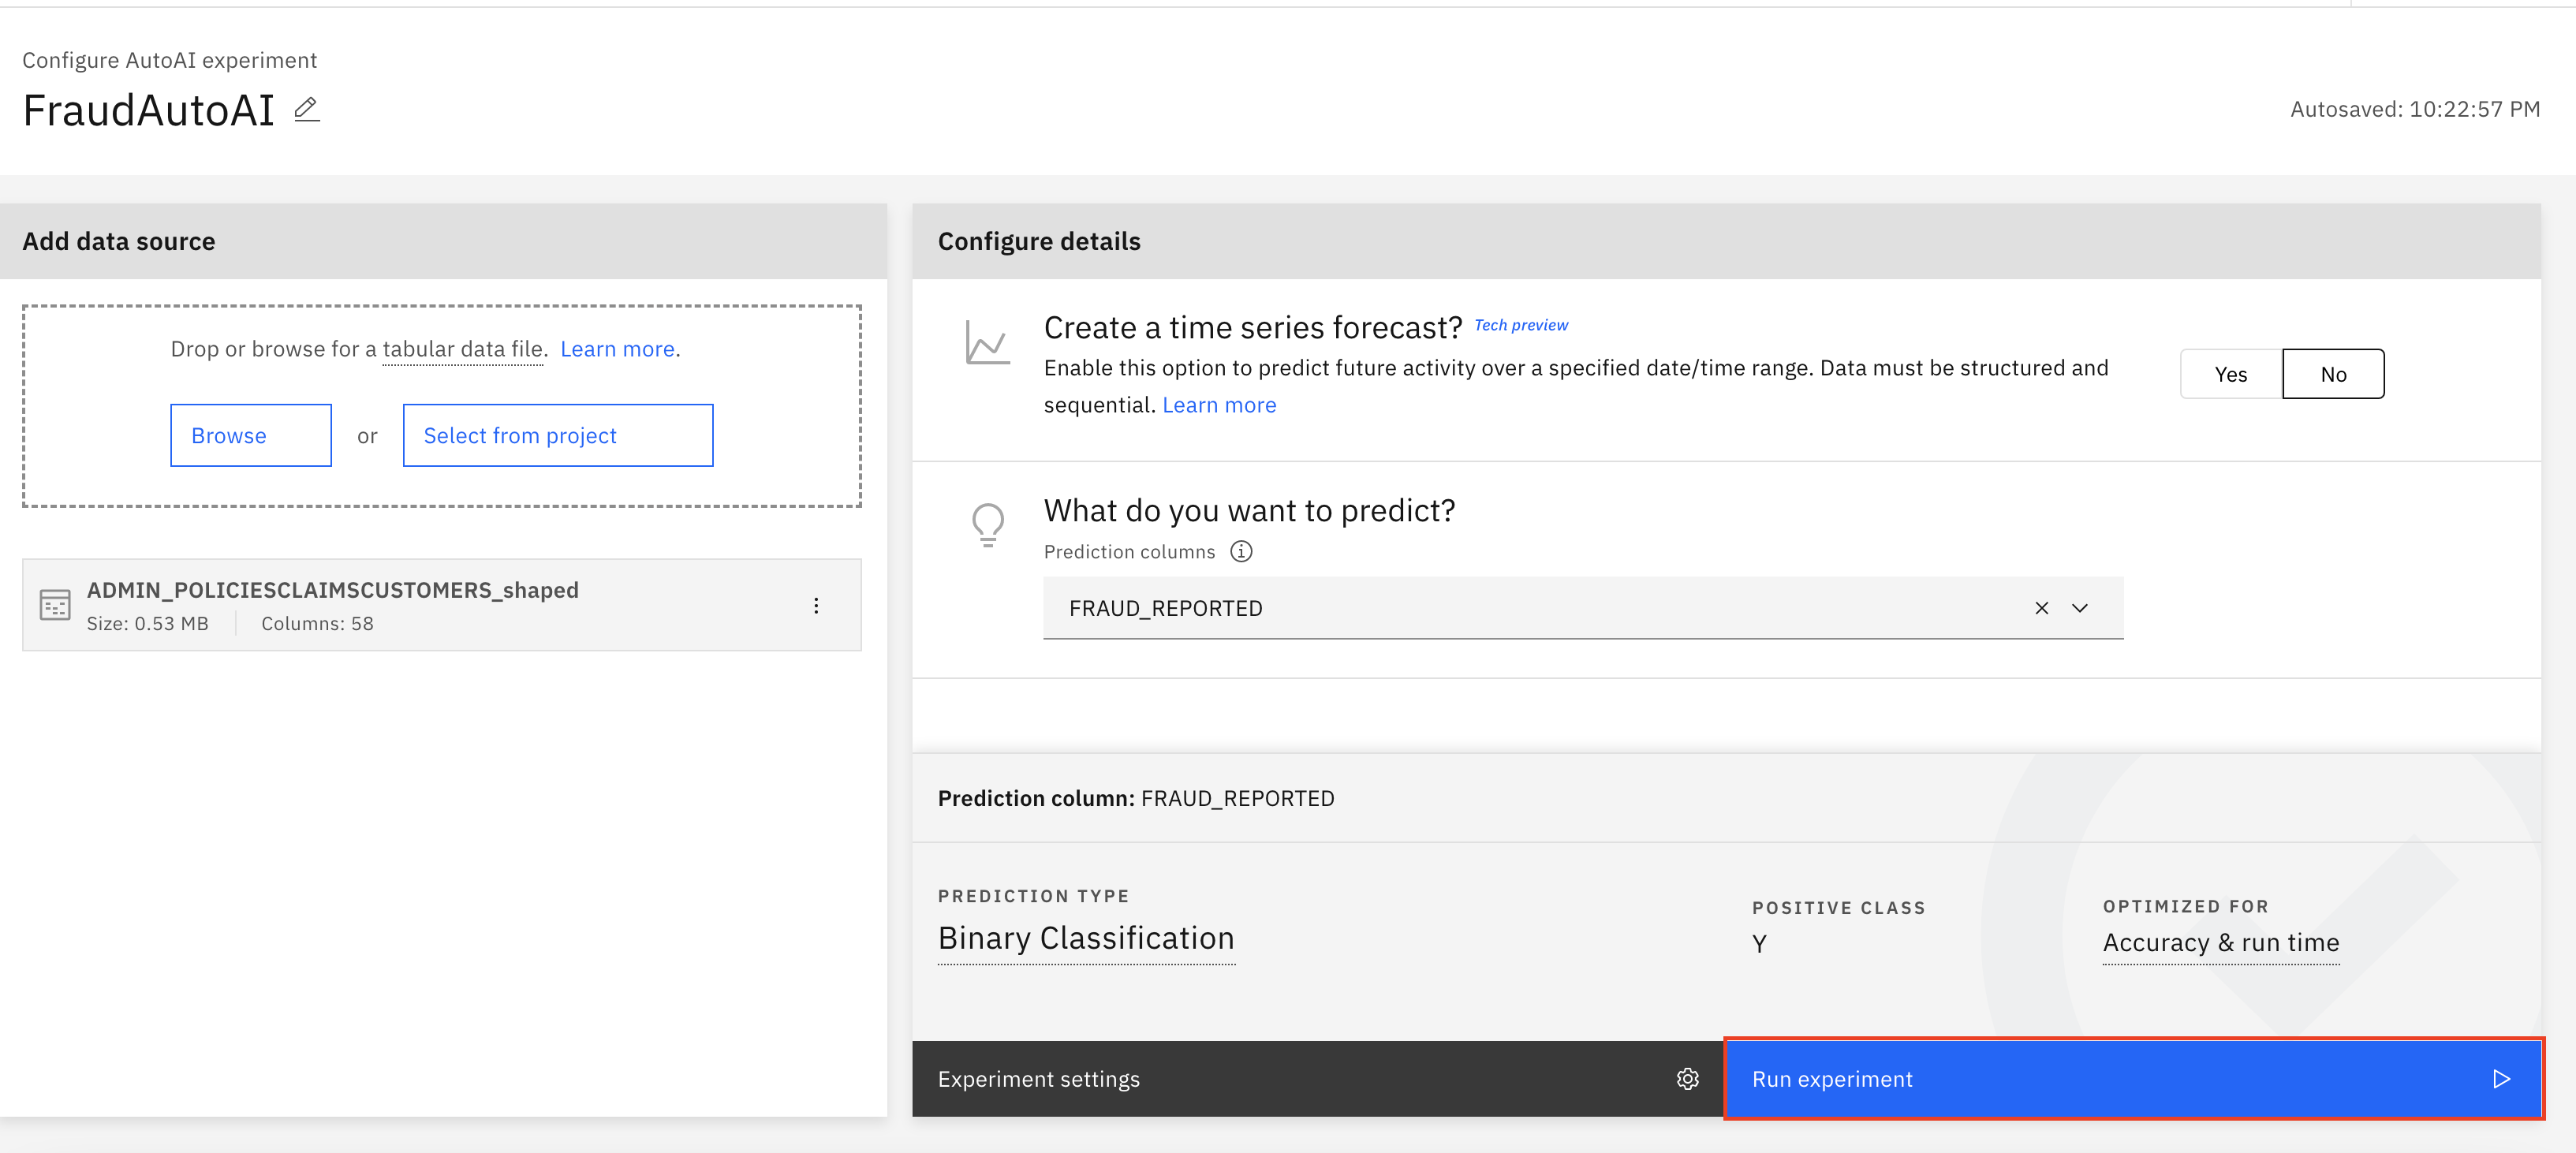 Configure AutoAI experiment
FraudAutoAI
Autosaved: 10:22:57 PM
Add data source
Drop or browse for a tabular data file. Learn more.
Browse or Select from project
ADMIN_POLICIESCLAIMSCUSTOMERS_shaped
Size: 0.53 MB Columns: 58
Configure details
Create a time series forecast? Tech preview
Enable this option to predict future activity over a specified date/time range. Data must be structured and
sequential. Learn more
Yes No
What do you want to predict?
Prediction columns
FRAUD_REPORTED
Prediction column: FRAUD_REPORTED
PREDICTION TYPE
Binary Classification
POSITIVE CLASS
Y
OPTIMIZED FOR
Accuracy & run time
Experiment settings
Run experiment